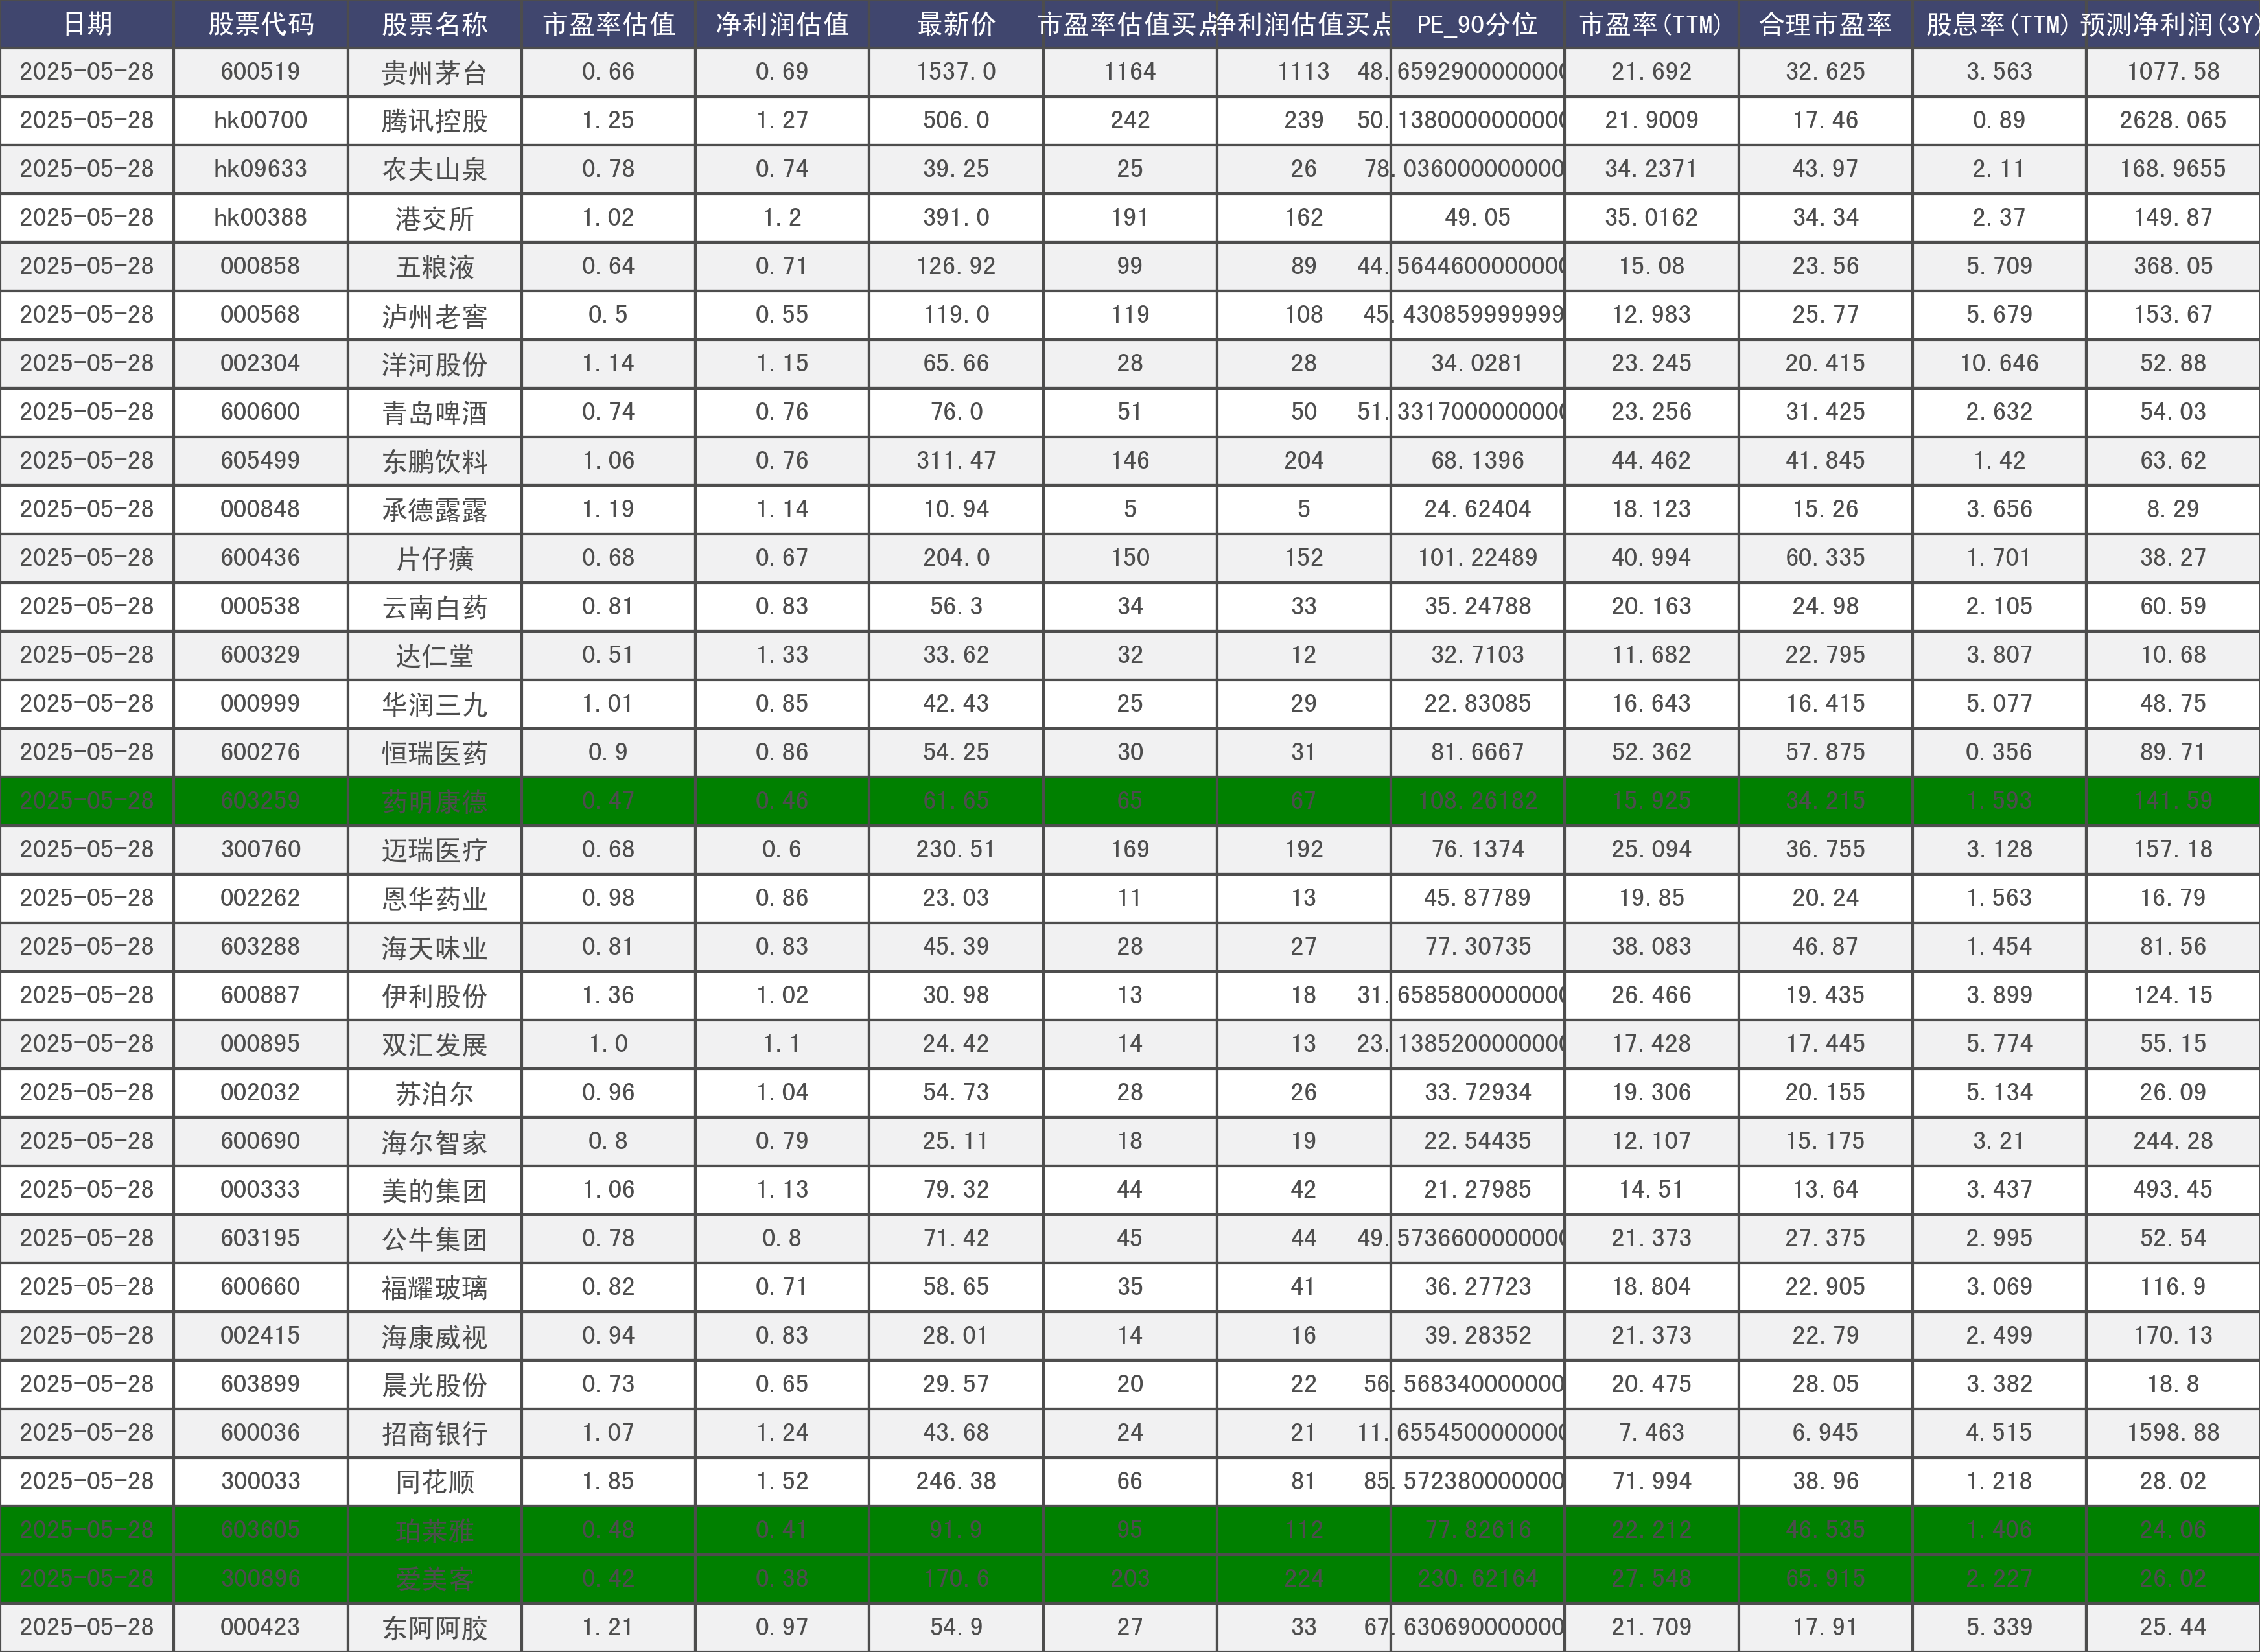 日期 股票代码 股票名称 市盈率估值 净利润估值 最新价 市盈率估值买点 净利润估值买点 PE_90分位 市盈率(TTM) 合理市盈率 股息率(TTM) 预测净利润(3Y)
2025-05-28 600519 贵州茅台 0.66 0.69 1537.0 1164 1113 48.6592900000000 21.692 32.625 3.563 1077.58
2025-05-28 hk00700 腾讯控股 1.25 1.27 506.0 242 239 50.1380000000000 21.9009 17.46 0.89 2628.065
2025-05-28 hk09633 农夫山泉 0.78 0.74 39.25 25 26 78.036000000000 34.2371 43.97 2.11 168.9655
2025-05-28 hk00388 港交所 1.02 1.2 391.0 191 162 49.05 35.0162 34.34 2.37 149.87
2025-05-28 000858 五粮液 0.64 0.71 126.92 99 89 44.5644600000000 15.08 23.56 5.709 368.05
2025-05-28 000568 泸州老窖 0.5 0.55 119.0 119 108 45.430859999999 12.983 25.77 5.679 153.67
2025-05-28 002304 洋河股份 1.14 1.15 65.66 28 28 34.0281 23.245 20.415 10.646 52.88
2025-05-28 600600 青岛啤酒 0.74 0.76 76.0 51 50 51.3317000000000 23.256 31.425 2.632 54.03
2025-05-28 605499 东鹏饮料 1.06 0.76 311.47 146 204 68.1396 44.462 41.845 1.42 63.62
2025-05-28 000848 承德露露 1.19 1.14 10.94 5 5 24.62404 18.123 15.26 3.656 8.29
2025-05-28 600436 片仔癀 0.68 0.67 204.0 150 152 101.22489 40.994 60.335 1.701 38.27
2025-05-28 000538 云南白药 0.81 0.83 56.3 34 33 35.24788 20.163 24.98 2.105 60.59
2025-05-28 600329 达仁堂 0.51 1.33 33.62 32 12 32.7103 11.682 22.795 3.807 10.68
2025-05-28 000999 华润三九 1.01 0.85 42.43 25 29 22.83085 16.643 16.415 5.077 48.75
2025-05-28 600276 恒瑞医药 0.9 0.86 54.25 30 31 81.6667 52.362 57.875 0.356 89.71
2025-05-28 603259 药明康德 0.47 0.46 61.65 65 67 108.26182 15.925 34.215 1.593 141.59
2025-05-28 300760 迈瑞医疗 0.68 0.6 230.51 169 192 76.1374 25.094 36.755 3.128 157.18
2025-05-28 002262 恩华药业 0.98 0.86 23.03 11 13 45.87789 19.85 20.24 1.563 16.79
2025-05-28 603288 海天味业 0.81 0.83 45.39 28 27 77.30735 38.083 46.87 1.454 81.56
2025-05-28 600887 伊利股份 1.36 1.02 30.98 13 18 31.6585800000000 26.466 19.435 3.899 124.15
2025-05-28 000895 双汇发展 1.0 1.1 24.42 14 13 23.1385200000000 17.428 17.445 5.774 55.15
2025-05-28 002032 苏泊尔 0.96 1.04 54.73 28 26 33.72934 19.306 20.155 5.134 26.09
2025-05-28 600690 海尔智家 0.8 0.79 25.11 18 19 22.54435 12.107 15.175 3.21 244.28
2025-05-28 000333 美的集团 1.06 1.13 79.32 44 42 21.27985 14.51 13.64 3.437 493.45
2025-05-28 603195 公牛集团 0.78 0.8 71.42 45 44 49.5736600000000 21.373 27.375 2.995 52.54
2025-05-28 600660 福耀玻璃 0.82 0.71 58.65 35 41 36.27723 18.804 22.905 3.069 116.9
2025-05-28 002415 海康威视 0.94 0.83 28.01 14 16 39.28352 21.373 22.79 2.499 170.13
2025-05-28 603899 晨光股份 0.73 0.65 29.57 20 22 56.568340000000 20.475 28.05 3.382 18.8
2025-05-28 600036 招商银行 1.07 1.24 43.68 24 21 11.6554500000000 7.463 6.945 4.515 1598.88
2025-05-28 300033 同花顺 1.85 1.52 246.38 66 81 85.572380000000 71.994 38.96 1.218 28.02
2025-05-28 603605 珀莱雅 0.48 0.41 91.9 95 112 77.82816 22.212 46.535 1.406 24.06
2025-05-28 300896 爱美客 0.42 0.38 170.6 203 224 230.62164 27.548 65.915 2.227 26.02
2025-05-28 000423 东阿阿胶 1.21 0.97 54.9 27 33 67.630690000000 21.709 17.91 5.339 25.44